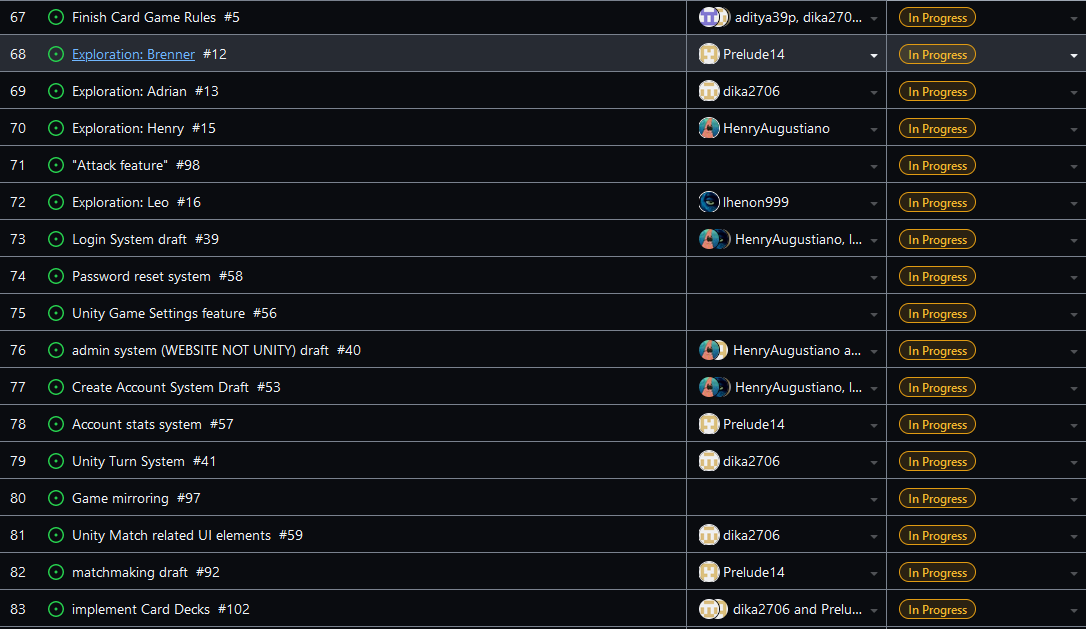 67 Finish Card Game Rules #5 aditya39p, dika270... In Progress
68 Exploration: Brenner #12 Prelude14 In Progress
69 Exploration: Adrian #13 dika2706 In Progress
70 Exploration: Henry #15 HenryAugustiano In Progress
71 "Attack feature" #98 In Progress
72 Exploration: Leo #16 lhenon999 In Progress
73 Login System draft #39 HenryAugustiano, l... In Progress
74 Password reset system #58 In Progress
75 Unity Game Settings feature #56 In Progress
76 admin system (WEBSITE NOT UNITY) draft #40 HenryAugustiano a... In Progress
77 Create Account System Draft #53 HenryAugustiano, l... In Progress
78 Account stats system #57 Prelude14 In Progress
79 Unity Turn System #41 dika2706 In Progress
80 Game mirroring #97 In Progress
81 Unity Match related UI elements #59 dika2706 In Progress
82 matchmaking draft #92 Prelude14 In Progress
83 implement Card Decks #102 dika2706 and Prelu... In Progress